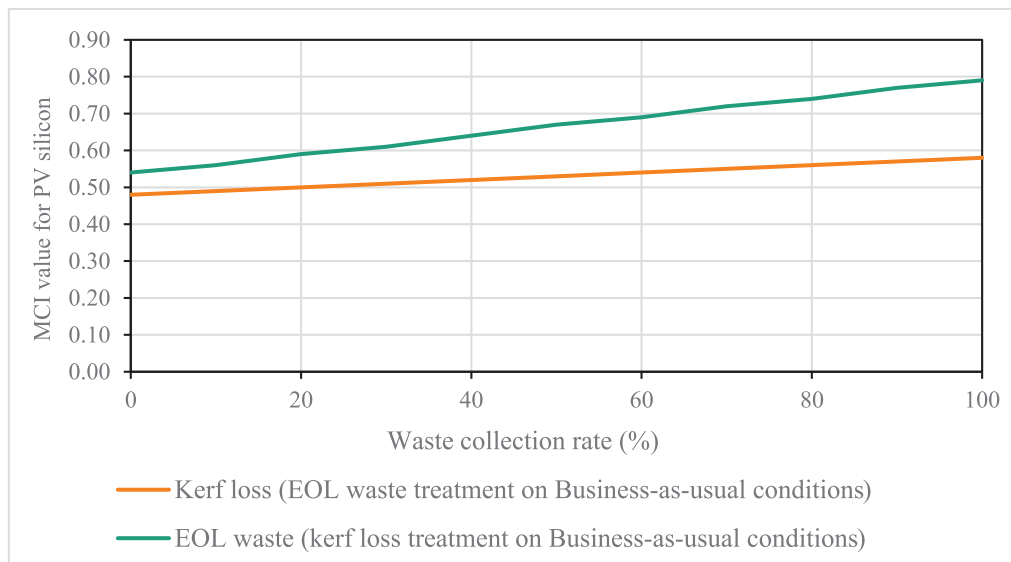 0.90
0.80
0.70
0.60
0.50
0.40
0.30
0.20
0.10
0.00
MCI value for PV silicon
0 20 40 60 80 100
Waste collection rate (%)
Kerf loss (EOL waste treatment on Business-as-usual conditions)
EOL waste (kerf loss treatment on Business-as-usual conditions)